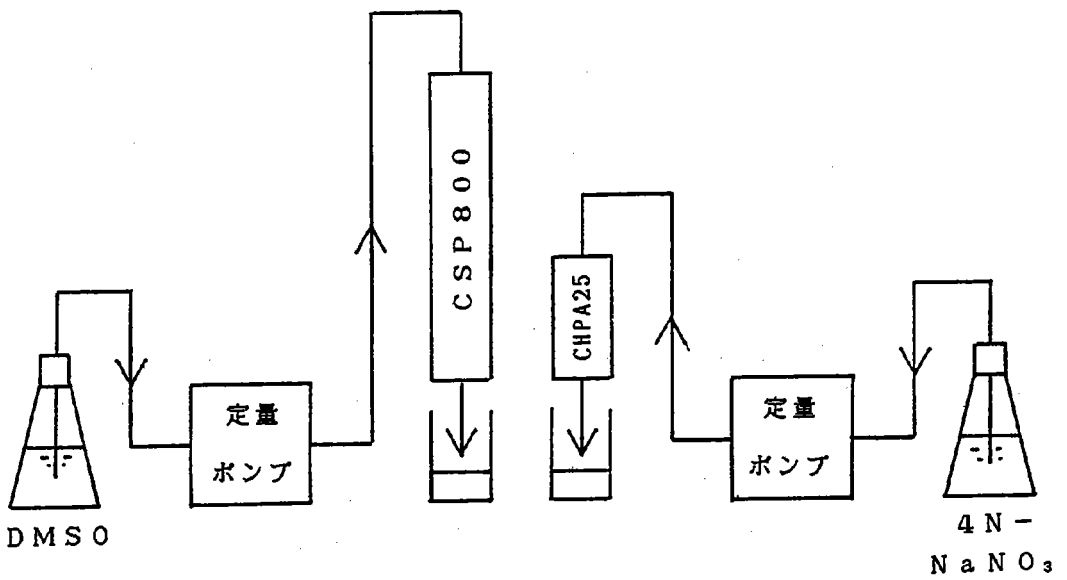 CSP800
CHPA25
定量
ポンプ
定量
ポンプ
DMSO
4N-
NaNO₃